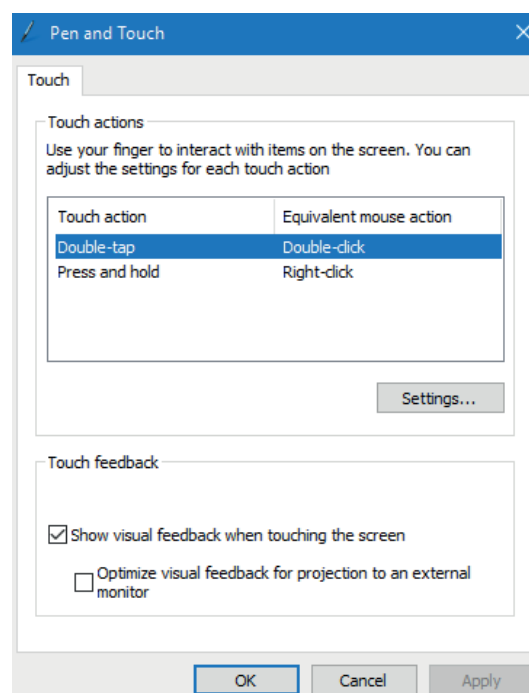 Pen and Touch
Touch
Touch actions
Use your finger to interact with items on the screen. You can
adjust the settings for each touch action
Touch action Equivalent mouse action
Double-tap Double-click
Press and hold Right-click
Settings...
Touch feedback
Show visual feedback when touching the screen
Optimize visual feedback for projection to an external
monitor
OK Cancel Apply